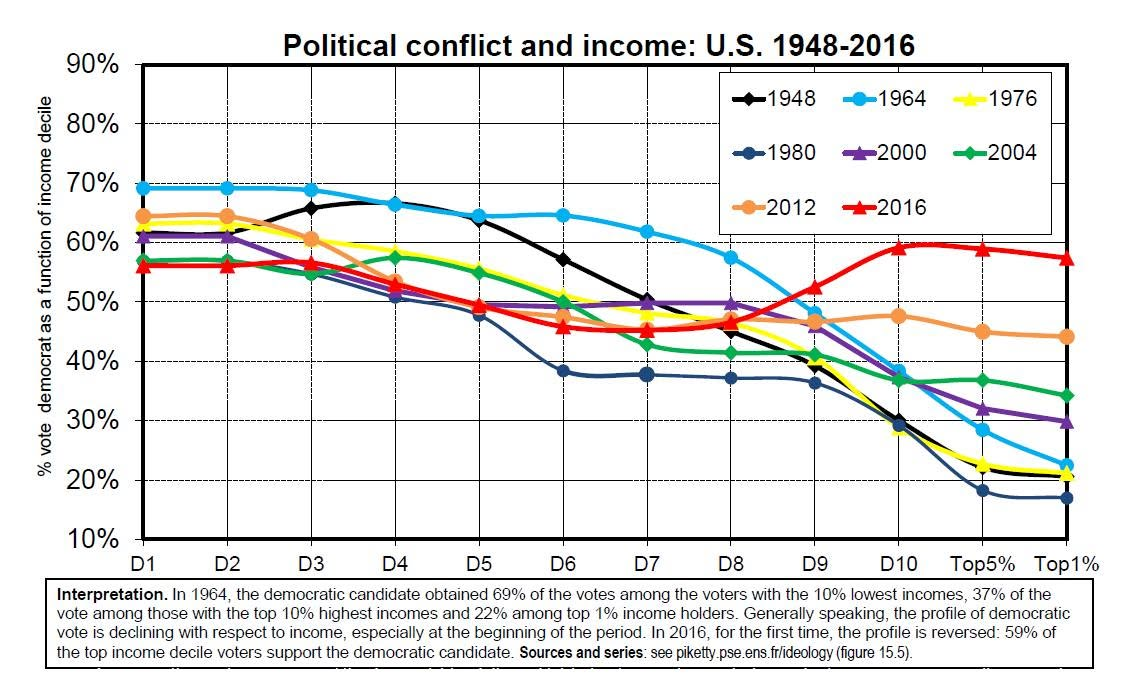 Political conflict and income: U.S. 1948-2016
% vote democrat as a function of income decile
90%
80%
70%
60%
50%
40%
30%
20%
10%
1948 1964 1976
1980 2000 2004
2012 2016
D1 D2 D3 D4 D5 D6 D7 D8 D9 D10 Top5% Top1%
Interpretation. In 1964, the democratic candidate obtained 69% of the votes among the voters with the 10% lowest incomes, 37% of the
vote among those with the top 10% highest incomes and 22% among top 1% income holders. Generally speaking, the profile of democratic
vote is declining with respect to income, especially at the beginning of the period. In 2016, for the first time, the profile is reversed: 59% of
the top income decile voters support the democratic candidate. Sources and series: see piketty.pse.ens.fr/ideology (figure 15.5).